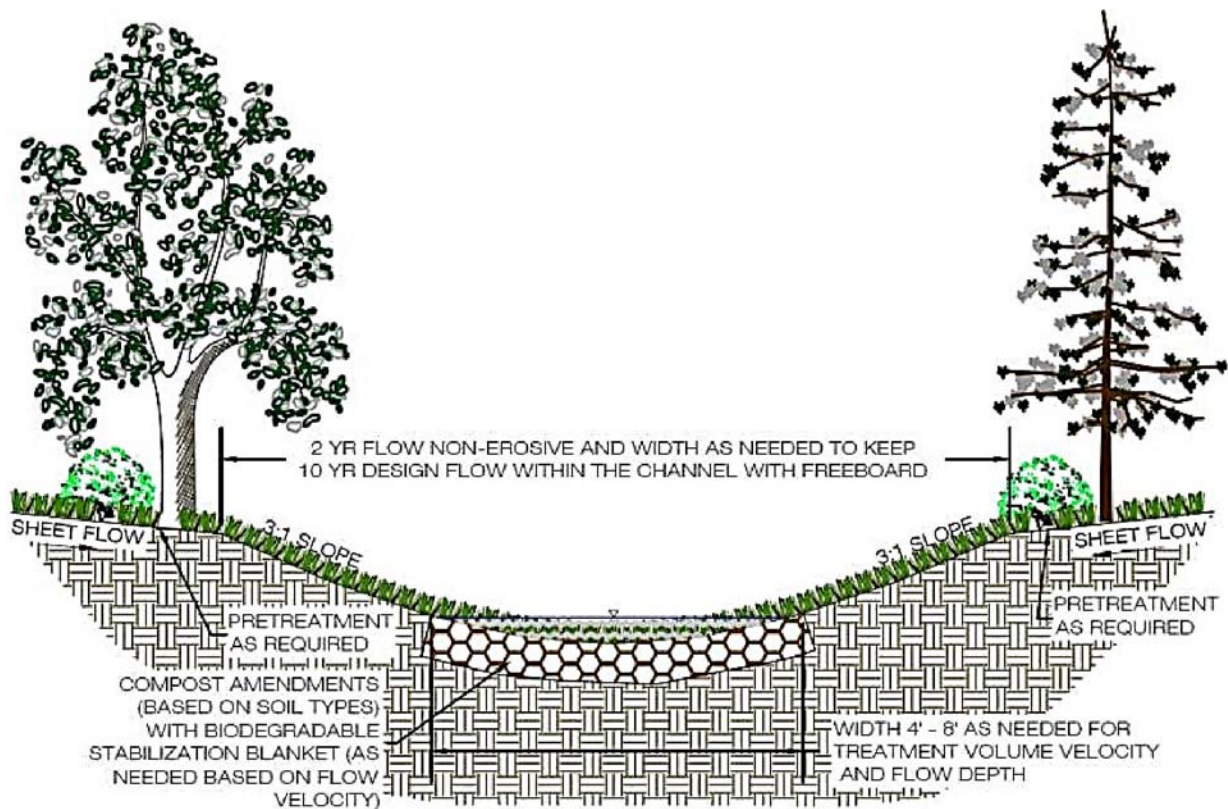 2 YR FLOW NON-EROSIVE AND WIDTH AS NEEDED TO KEEP
10 YR DESIGN FLOW WITHIN THE CHANNEL WITH FREEBOARD
SHEET FLOW
3:1 SLOPE
3:1 SLOPE
SHEET FLOW
PRETREATMENT
AS REQUIRED
PRETREATMENT
AS REQUIRED
COMPOST AMENDMENTS
(BASED ON SOIL TYPES)
WITH BIODEGRADABLE
STABILIZATION BLANKET (AS
NEEDED BASED ON FLOW
VELOCITY)
WIDTH 4' - 8' AS NEEDED FOR
TREATMENT VOLUME VELOCITY
AND FLOW DEPTH